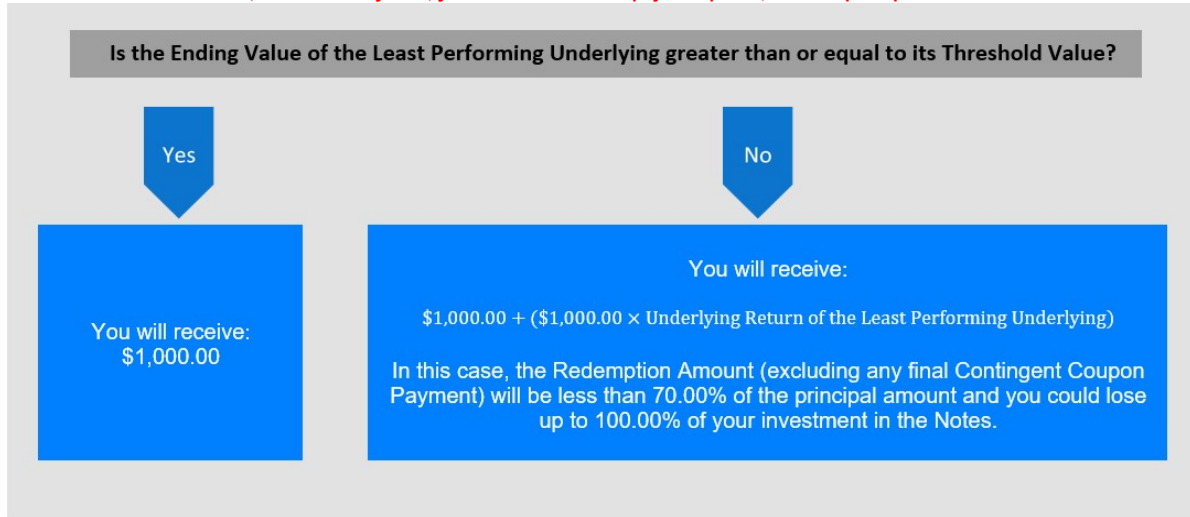 Is the Ending Value of the Least Performing Underlying greater than or equal to its Threshold Value?
Yes
No
You will receive:
$1,000.00
You will receive:
$1,000.00 + ($1,000.00 × Underlying Return of the Least Performing Underlying)
In this case, the Redemption Amount (excluding any final Contingent Coupon
Payment) will be less than 70.00% of the principal amount and you could lose
up to 100.00% of your investment in the Notes.